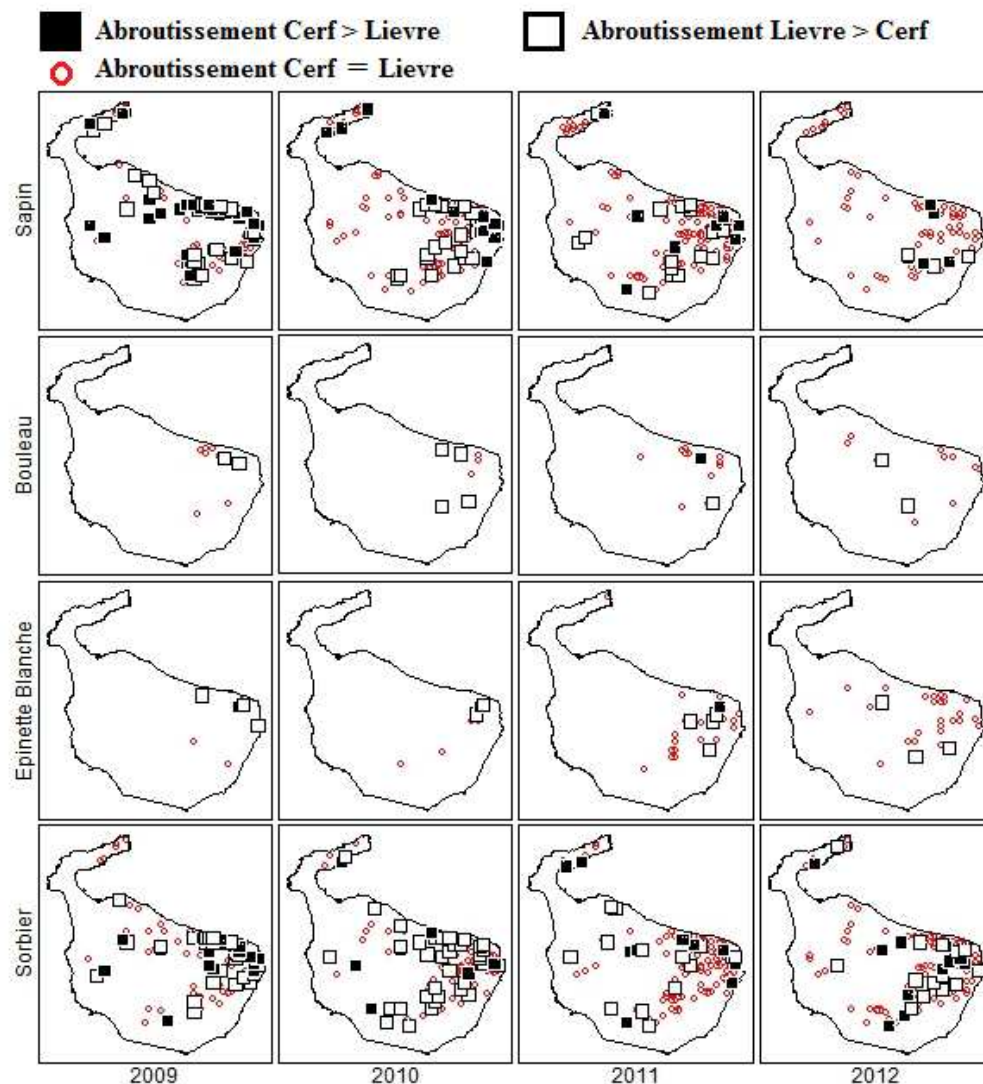 Abroutissement Cerf > Lievre
Abroutissement Lievre > Cerf
Abroutissement Cerf = Lievre
Sapin
Bouleau
Epinette Blanche
Sorbier
2009
2010
2011
2012